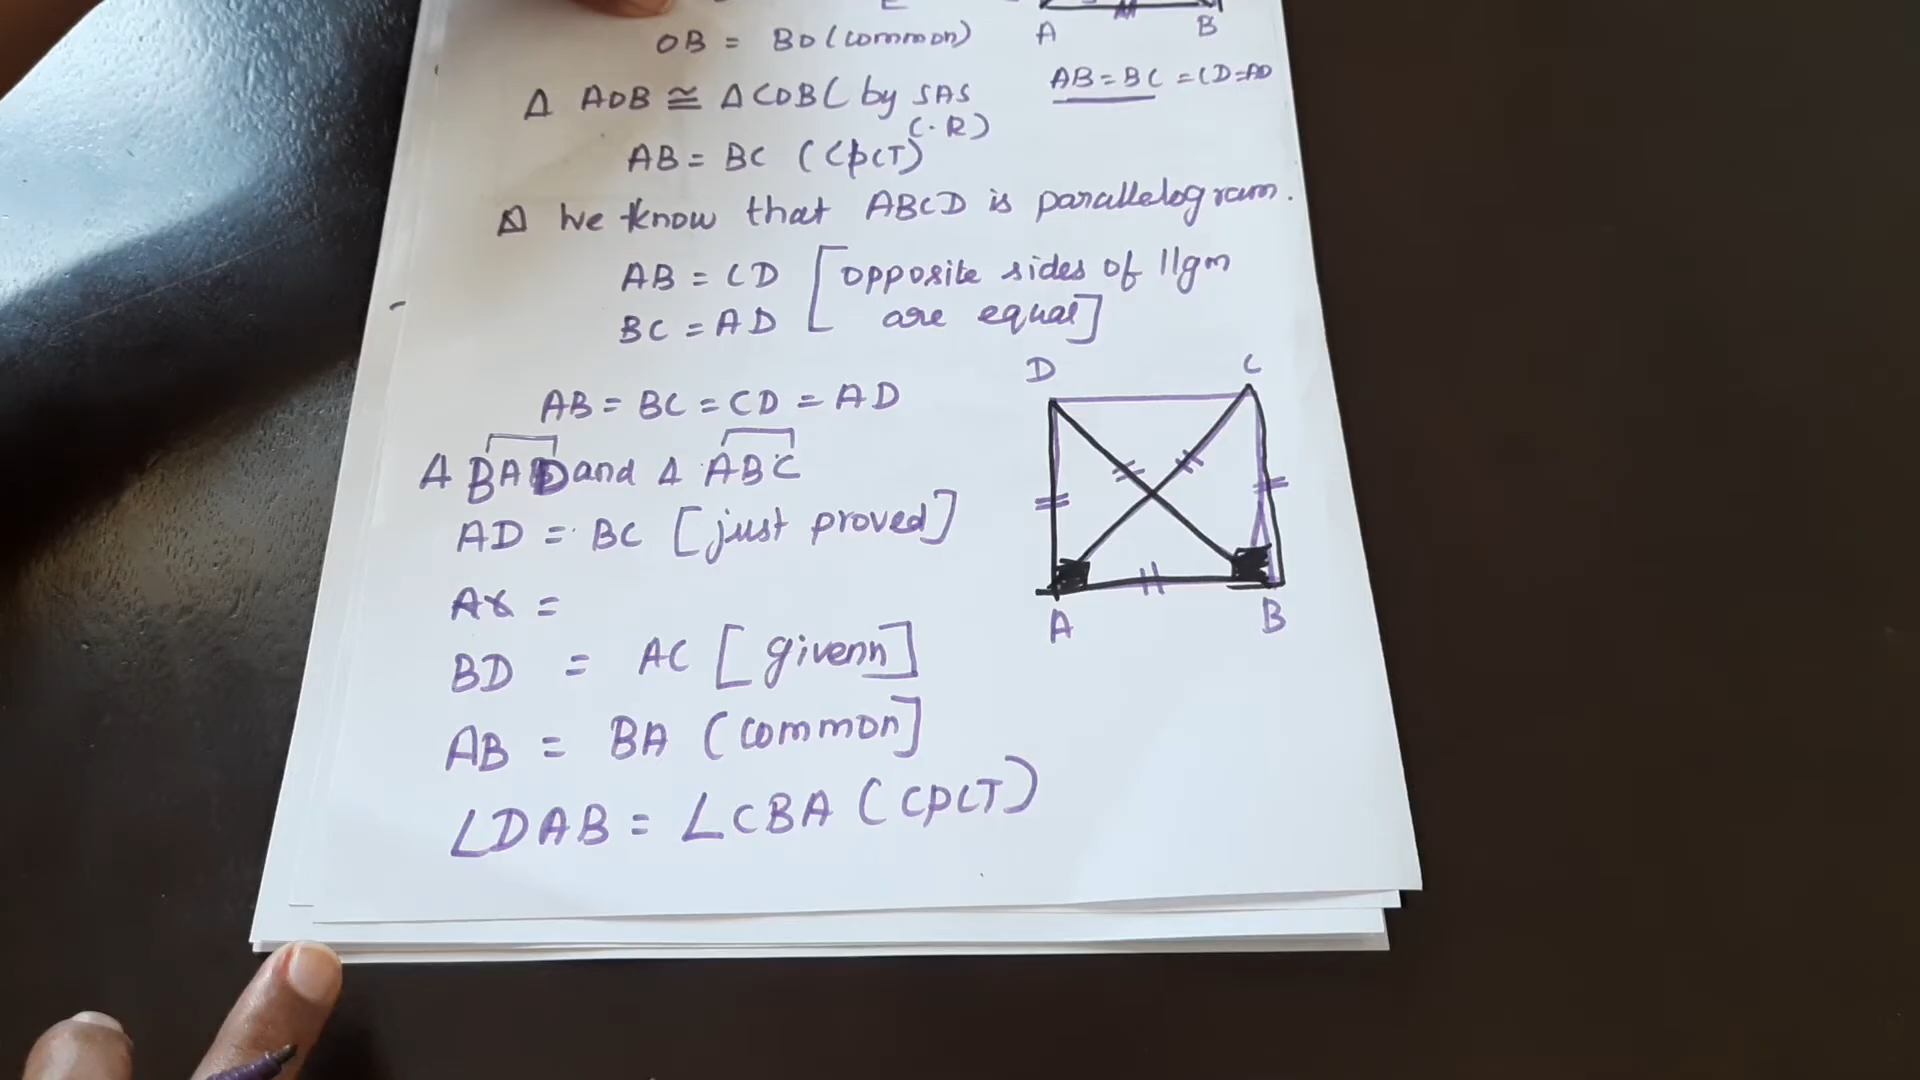 OB = BO (common)
A B
AB = BC = CD = AD
Δ AOB ≅ Δ COB ( by SAS
C.R)
AB = BC (CPCT)
We know that ABCD is parallelogram.
AB = CD [opposite sides of llgm
BC = AD are equal]
AB = BC = CD = AD
D C
Δ BAD and Δ ABC
AD = BC [just proved]
A B
BD = AC [givenn]
AB = BA (common]
∠DAB = ∠CBA (CPCT)